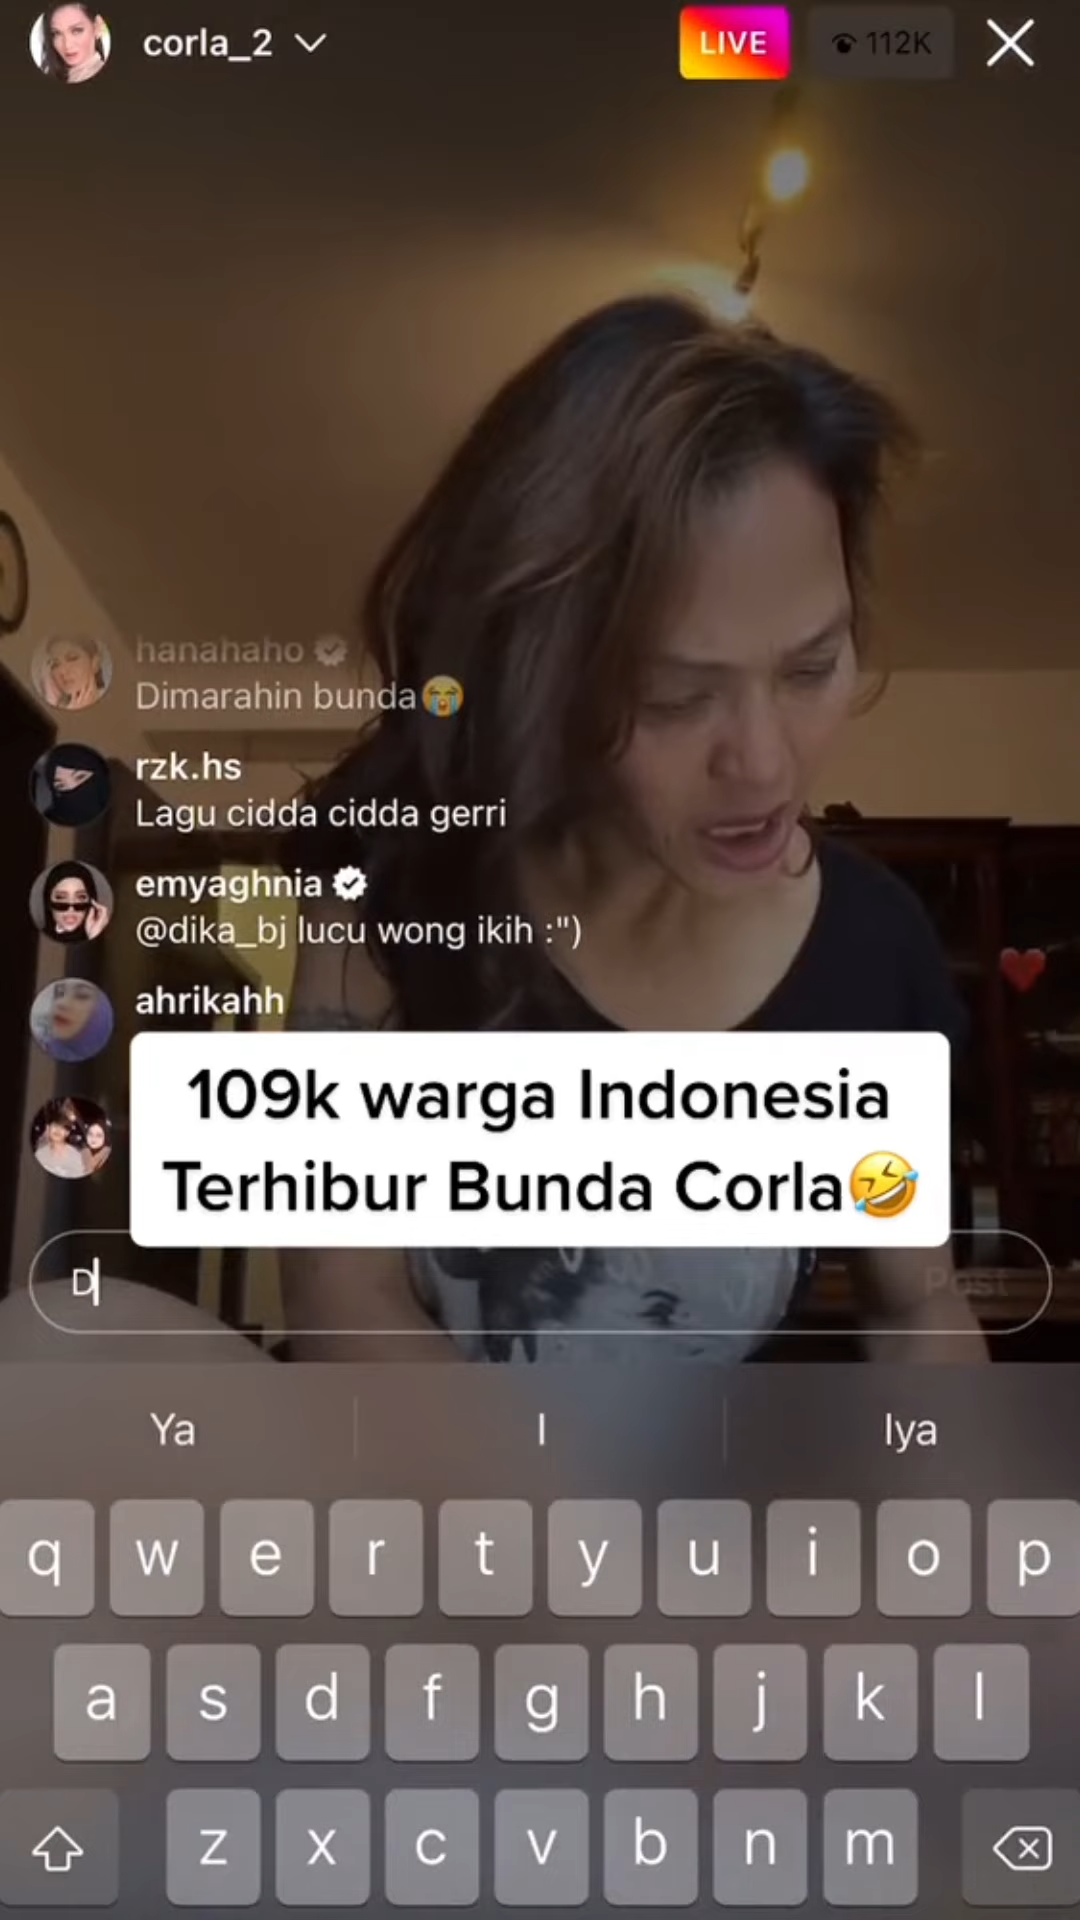 corla_2
LIVE
112K
hanahaho
Dimarahin bunda😭
rzk.hs
Lagu cidda cidda gerri
emyaghnia
@dika_bj lucu wong ikih :")
ahrikahh
109k warga Indonesia
Terhibur Bunda Corla🤣
D
Post
Ya
I
Iya
q w e r t y u i o p
a s d f g h j k l
z x c v b n m